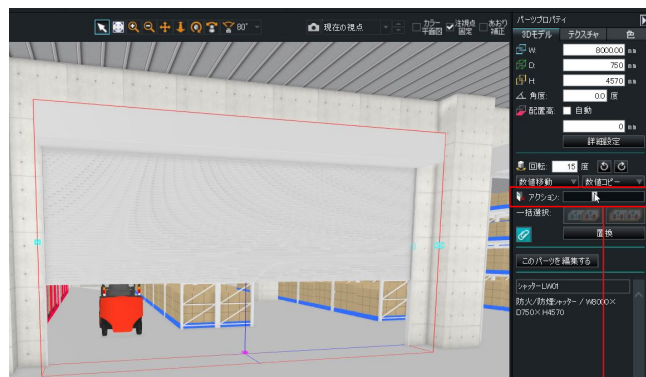 80°
現在の視点
カラー平面図
注視点固定
あおり補正
パーツプロパティ
3Dモデル テクスチャ 色
W: 8000.00 mm
D: 750 mm
H: 4570 mm
角度: 0.0 度
配置高: 自動
0 mm
詳細設定
回転: 15 度
数値移動 数値コピー
アクション:
一括選択:
置換
このパーツを編集する
シャッターLW01
防火/防煙シャッター / W8000×
D750×H4570